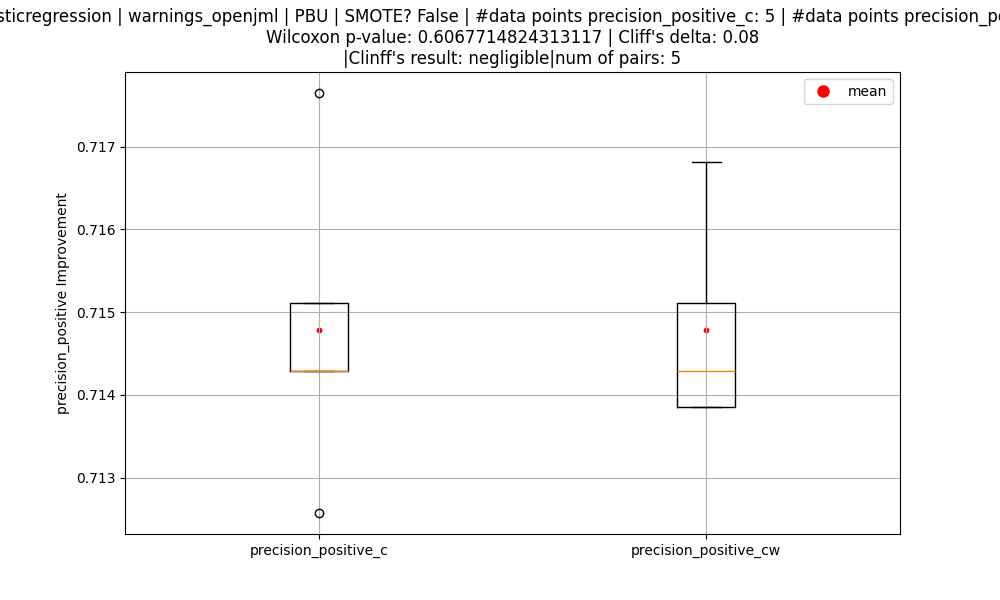 sticregression | warnings_openjml | PBU | SMOTE? False | #data points precision_positive_c: 5 | #data points precision_po
Wilcoxon p-value: 0.6067714824313117 | Cliff's delta: 0.08
|Clinff's result: negligible|num of pairs: 5
mean
0.717
0.716
0.715
0.714
0.713
precision_positive Improvement
precision_positive_c
precision_positive_cw